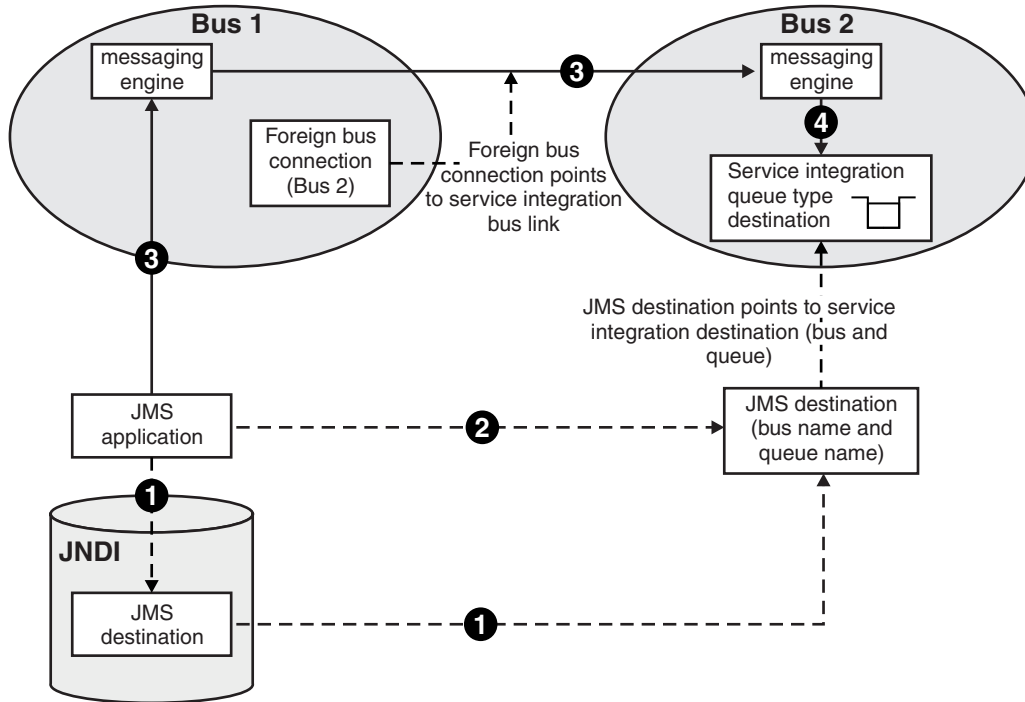 Bus 1
Bus 2
messaging
engine
3
messaging
engine
4
Foreign bus
connection
(Bus 2)
Foreign bus
connection points
to service integration
bus link
Service integration
queue type
destination
3
JMS destination points to service
integration destination (bus and
queue)
JMS
application
2
JMS destination
(bus name and
queue name)
1
JNDI
JMS
destination
1